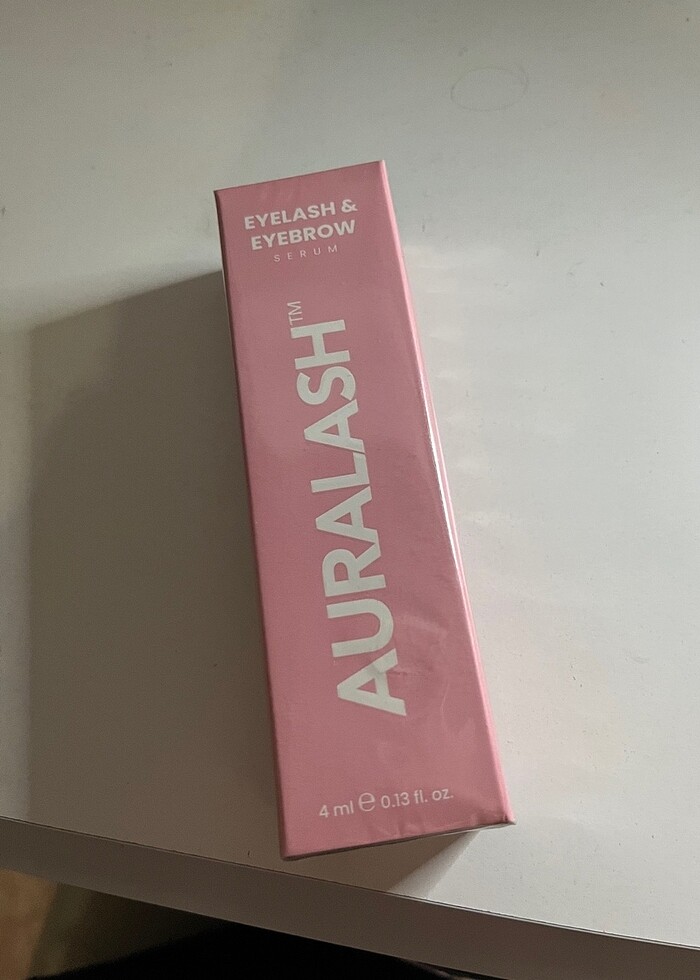 EYELASH &
EYEBROW
SERUM
AURALASH™
4 ml ℮ 0.13 fl. oz.